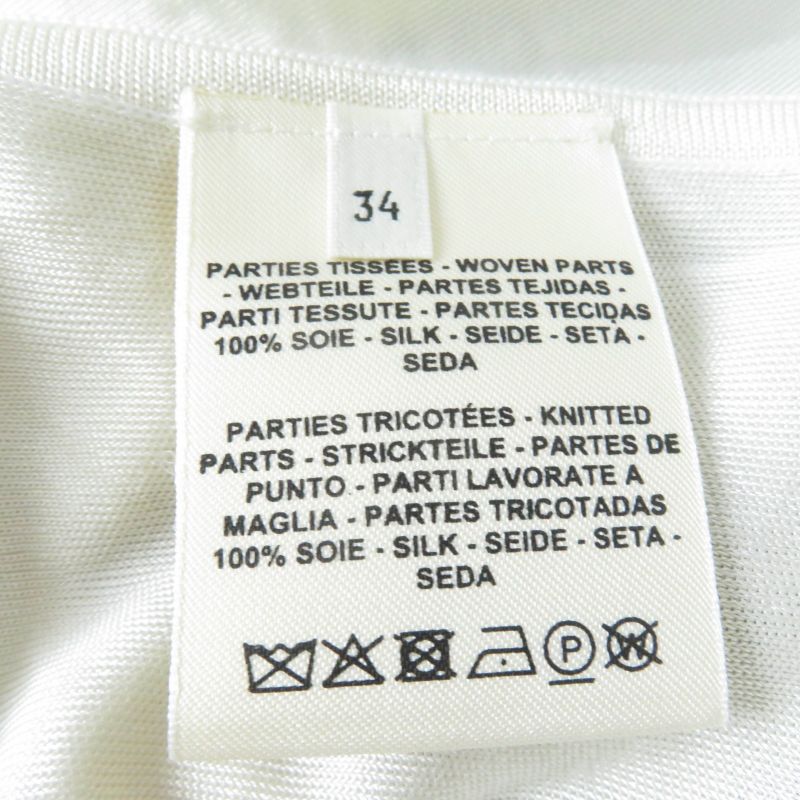 34
PARTIES TISSÉES - WOVEN PARTS
- WEBTEILE - PARTES TEJIDAS -
PARTI TESSUTE - PARTES TECIDAS
100% SOIE - SILK - SEIDE - SETA -
SEDA
PARTIES TRICOTÉES - KNITTED
PARTS - STRICKTEILE - PARTES DE
PUNTO - PARTI LAVORATE A
MAGLIA - PARTES TRICOTADAS
100% SOIE - SILK - SEIDE - SETA -
SEDA
P W